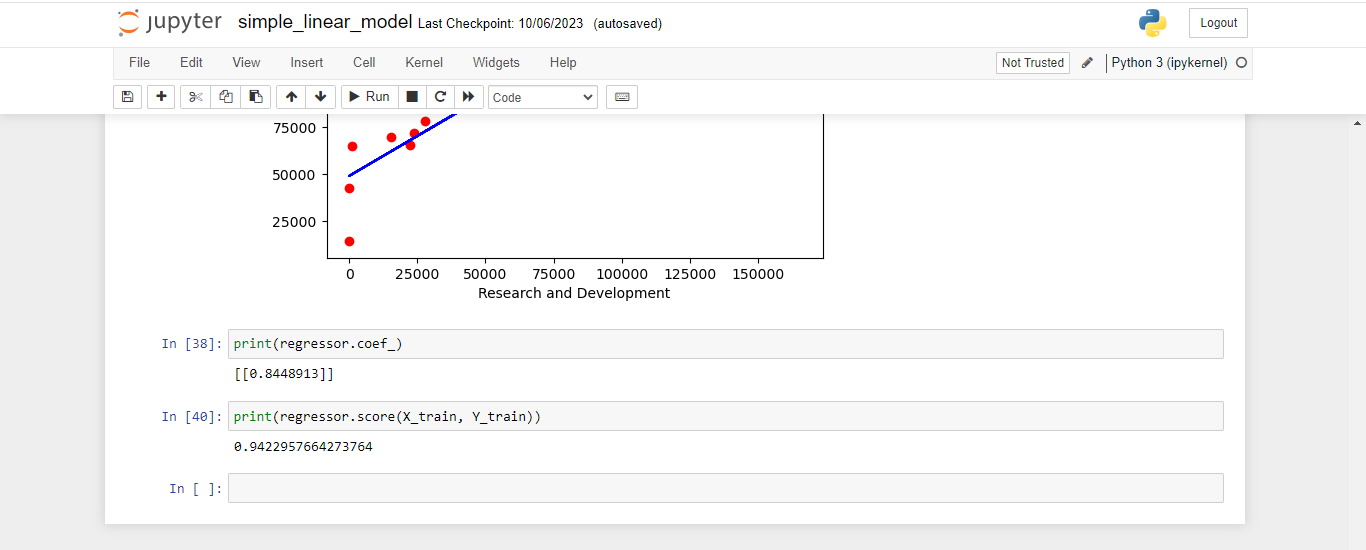 jupyter simple_linear_model Last Checkpoint: 10/06/2023 (autosaved)
Logout
File Edit View Insert Cell Kernel Widgets Help
Not Trusted Python 3 (ipykernel)
Run Code
75000
50000
25000
0 25000 50000 75000 100000 125000 150000
Research and Development
In [38]: print(regressor.coef_)
[[0.8448913]]
In [40]: print(regressor.score(X_train, Y_train))
0.9422957664273764
In [ ]: